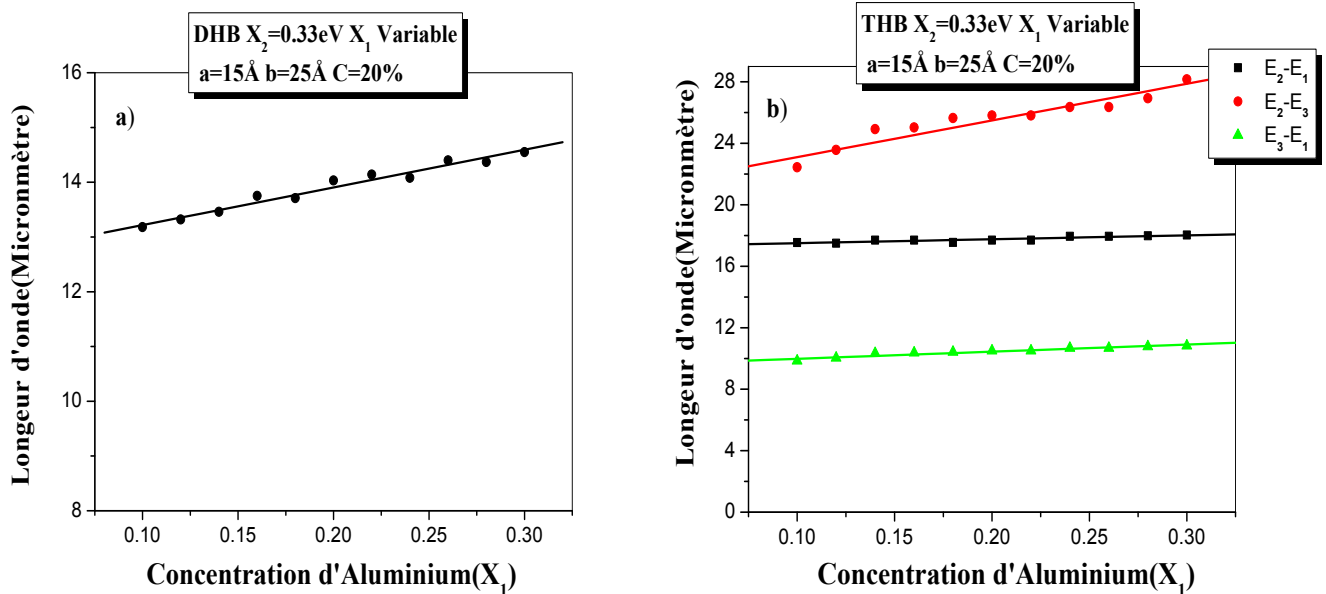 DHB X2=0.33eV X1 Variable
a=15Å b=25Å C=20%
a)
Longeur d'onde(Micronmètre)
16
14
12
10
8
0.10 0.15 0.20 0.25 0.30
Concentration d'Aluminium(X1)
THB X2=0.33eV X1 Variable
a=15Å b=25Å C=20%
b)
E2-E1
E2-E3
E3-E1
Longeur d'onde(Micronmètre)
28
24
20
16
12
8
4
0
0.10 0.15 0.20 0.25 0.30
Concentration d'Aluminium(X1)